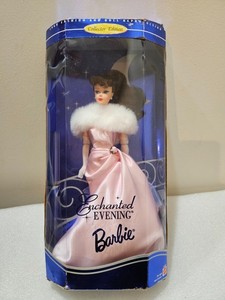 Collector Edition
Enchanted
EVENING
Barbie